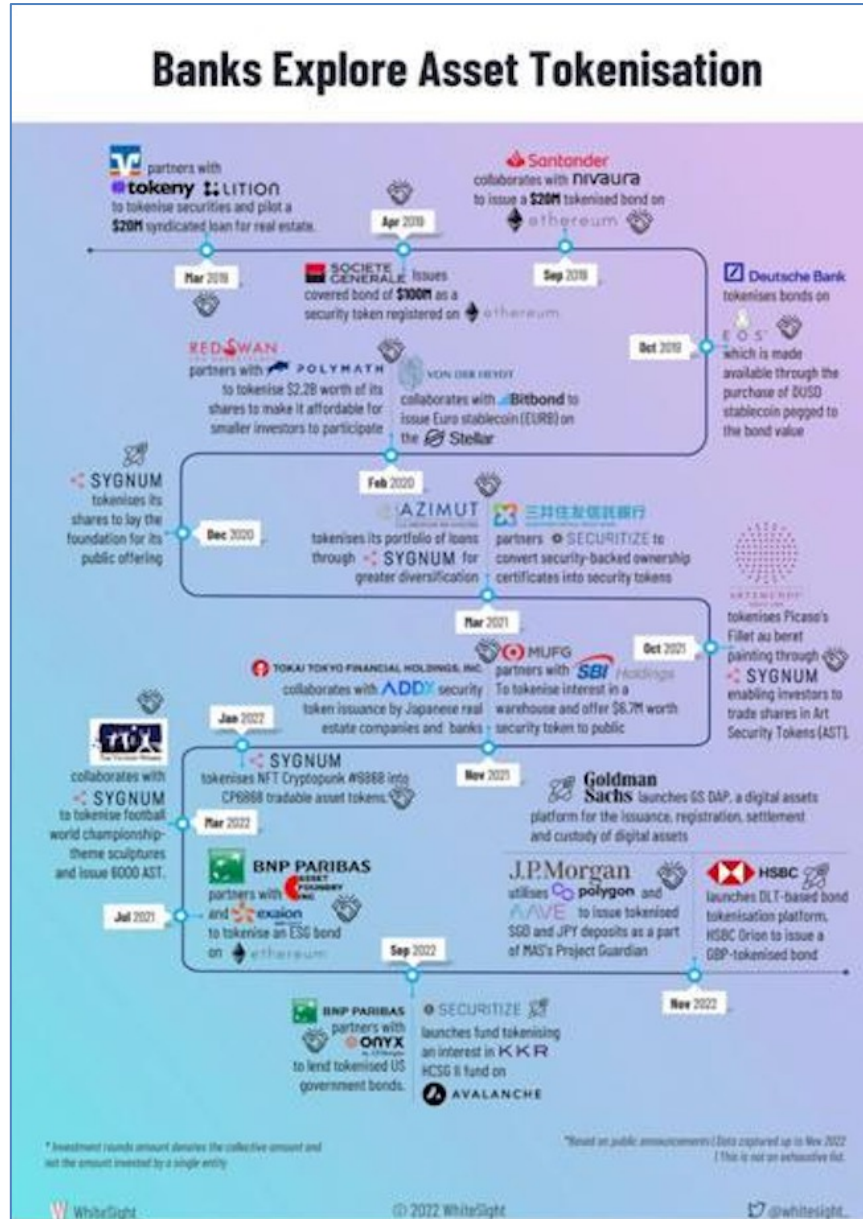 Banks Explore Asset Tokenisation
partners with
tokeny LITION
to tokenise securities and pilot a
$20M syndicated loan for real estate.
Mar 2019
Apr 2019
SOCIETE
GENERALE Issues
covered bond of $100M as a
security token registered on ethereum
Santander
collaborates with nivaura
to issue a $20M tokenised bond on
ethereum
Sep 2019
Deutsche Bank
tokenises bonds on
EOS
which is made
available through the
purchase of DUSD
stablecoin pegged to
the bond value
Oct 2019
REDSWAN
partners with POLYMATH
to tokenise $2.2B worth of its
shares to make it affordable for
smaller investors to participate
VON DER HEYDT
collaborates with Bitbond to
issue Euro stablecoin (EURB) on
the Stellar
Feb 2020
SYGNUM
tokenises its
shares to lay the
foundation for its
public offering
Dec 2020
AZIMUT
tokenises its portfolio of loans
through SYGNUM for
greater diversification
三井住友信託銀行
partners SECURITIZE to
convert security-backed ownership
certificates into security tokens
Mar 2021
Oct 2021
tokenises Picaso's
Fillet au beret
painting through
SYGNUM
enabling investors to
trade shares in Art
Security Tokens (AST).
TOKAI TOKYO FINANCIAL HOLDINGS, INC.
collaborates with ADDX security
token issuance by Japanese real
estate companies and banks
MUFG
partners with SBI Holdings
To tokenise interest in a
warehouse and offer $6.7M worth
security token to public
Nov 2021
Jan 2022
SYGNUM
tokenises NFT Cryptopunk #6868 into
CP6868 tradable asset tokens.
collaborates with
SYGNUM
to tokenise football
world championship-
theme sculptures
and issue 6000 AST.
Mar 2022
Goldman
Sachs launches GS DAP, a digital assets
platform for the issuance, registration, settlement
and custody of digital assets
Jul 2021
BNP PARIBAS
partners with ASSET
FOUNDRY
INC
and exaion
to tokenise an ESG bond
on ethereum
J.P.Morgan
utilises polygon and
AAVE to issue tokenised
SGD and JPY deposits as a part
of MAS's Project Guardian
HSBC
launches DLT-based bond
tokenisation platform,
HSBC Orion to issue a
GBP-tokenised bond
Sep 2022
Nov 2022
BNP PARIBAS
partners with
ONYX
to lend tokenised US
government bonds.
SECURITIZE
launches fund tokenising
an interest in KKR
HCSG II fund on
AVALANCHE
* Investment rounds amount denotes the collective amount and
not the amount invested by a single entity
*Based on public announcements | Data captured up to Nov 2022
| This is not an exhaustive list.
WhiteSight
© 2022 WhiteSight
@whitesight_